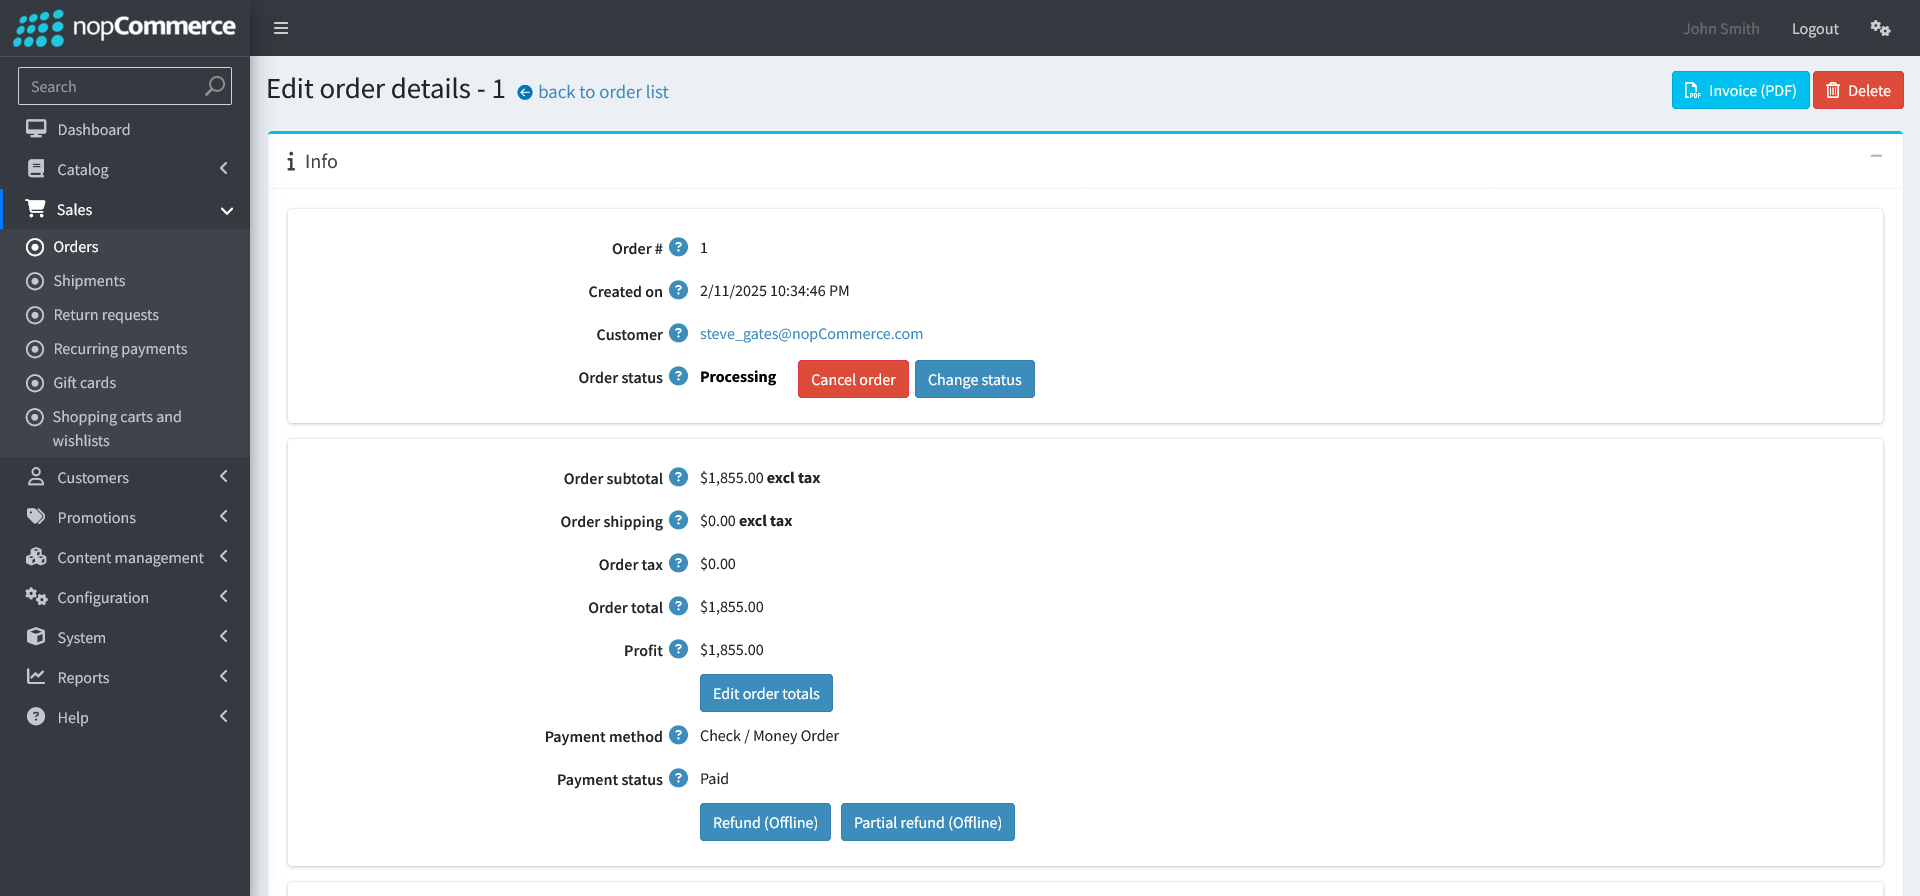 nopCommerce
John Smith
Logout
Search
Dashboard
Catalog
Sales
Orders
Shipments
Return requests
Recurring payments
Gift cards
Shopping carts and
wishlists
Customers
Promotions
Content management
Configuration
System
Reports
Help
Edit order details - 1 back to order list
Invoice (PDF)
Delete
Info
Order # ? 1
Created on ? 2/11/2025 10:34:46 PM
Customer ? steve_gates@nopCommerce.com
Order status ? Processing Cancel order Change status
Order subtotal ? $1,855.00 excl tax
Order shipping ? $0.00 excl tax
Order tax ? $0.00
Order total ? $1,855.00
Profit ? $1,855.00
Edit order totals
Payment method ? Check / Money Order
Payment status ? Paid
Refund (Offline) Partial refund (Offline)